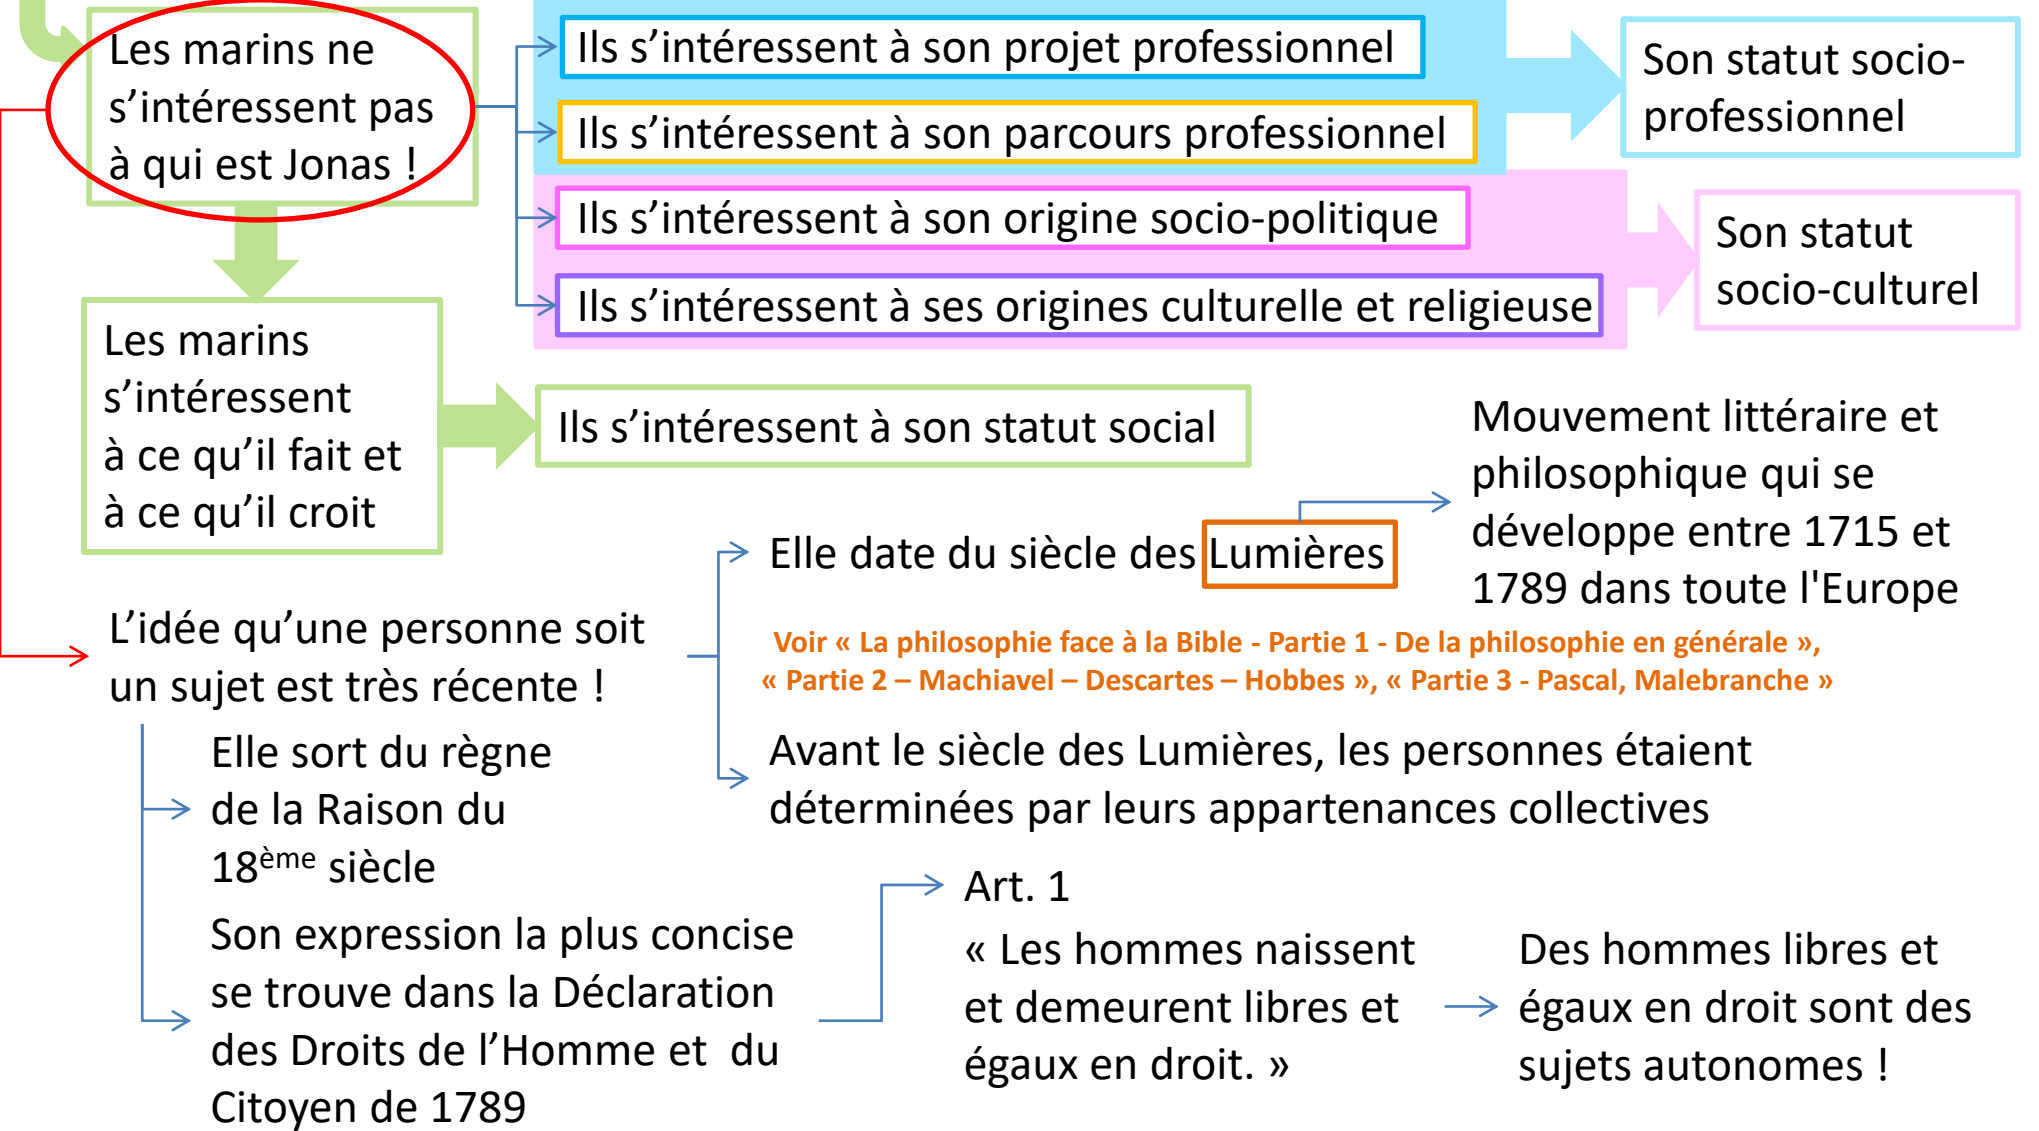 Les marins ne
s’intéressent pas
à qui est Jonas !
Ils s’intéressent à son projet professionnel
Ils s’intéressent à son parcours professionnel
Son statut socio-
professionnel
Ils s’intéressent à son origine socio-politique
Ils s’intéressent à ses origines culturelle et religieuse
Son statut
socio-culturel
Les marins
s’intéressent
à ce qu’il fait et
à ce qu’il croit
Ils s’intéressent à son statut social
Mouvement littéraire et
philosophique qui se
développe entre 1715 et
1789 dans toute l'Europe
Elle date du siècle des Lumières
L’idée qu’une personne soit
un sujet est très récente !
Voir « La philosophie face à la Bible - Partie 1 - De la philosophie en générale »,
« Partie 2 – Machiavel – Descartes – Hobbes », « Partie 3 - Pascal, Malebranche »
Avant le siècle des Lumières, les personnes étaient
déterminées par leurs appartenances collectives
Elle sort du règne
de la Raison du
18ème siècle
Son expression la plus concise
se trouve dans la Déclaration
des Droits de l’Homme et  du
Citoyen de 1789
Art. 1
« Les hommes naissent
et demeurent libres et
égaux en droit. »
Des hommes libres et
égaux en droit sont des
sujets autonomes !